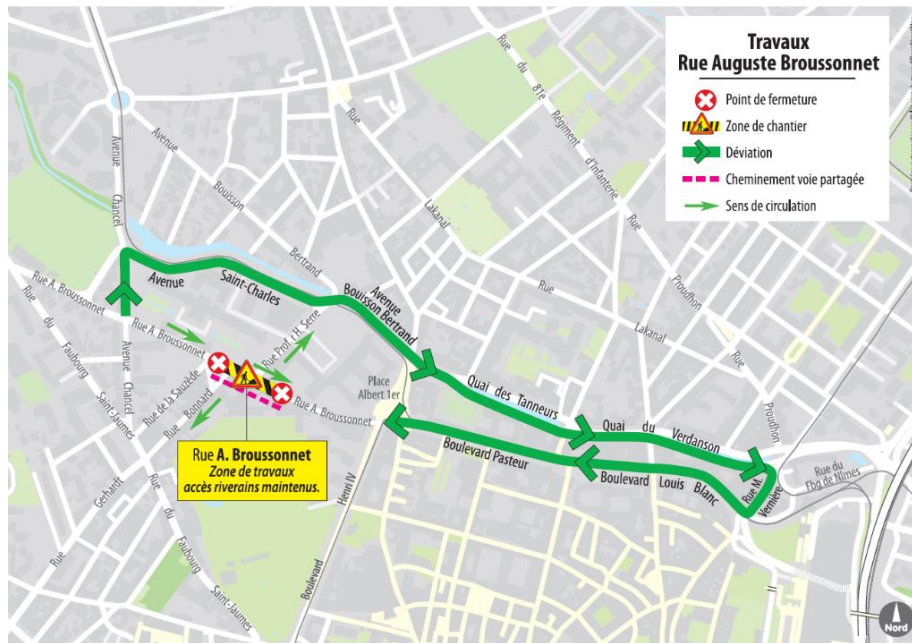 Travaux
Rue Auguste Broussonnet
Point de fermeture
Zone de chantier
Déviation
Cheminement voie partagée
Sens de circulation
Rue
du
81e
Régiment
d'Infanterie
Rue
Proudhon
Rue
Proudhon
Rue
Lakanal
Rue
Lakanal
Avenue
Chancel
Avenue
Bouisson
Bertrand
Avenue
Saint-Charles
Avenue
Bouisson Bertrand
Rue A. Broussonnet
Rue A. Broussonnet
Rue A. Broussonnet
Rue A. Broussonnet
Rue Prof. J.H. Serre
Rue
du
Faubourg
Saint-Jaumes
Avenue Chancel
Rue de la Sauzède
Rue Bonnard
Place
Albert 1er
Quai des Tanneurs
Quai du Verdanson
Boulevard Pasteur
Boulevard Louis Blanc
Rue M.
Vernière
Rue du
Fbg de Nîmes
Rue A. Broussonnet
Zone de travaux
accès riverains maintenus.
Rue
Gerhardt
Rue
du
Faubourg
Saint-Jaumes
Boulevard
Henri IV
Nord